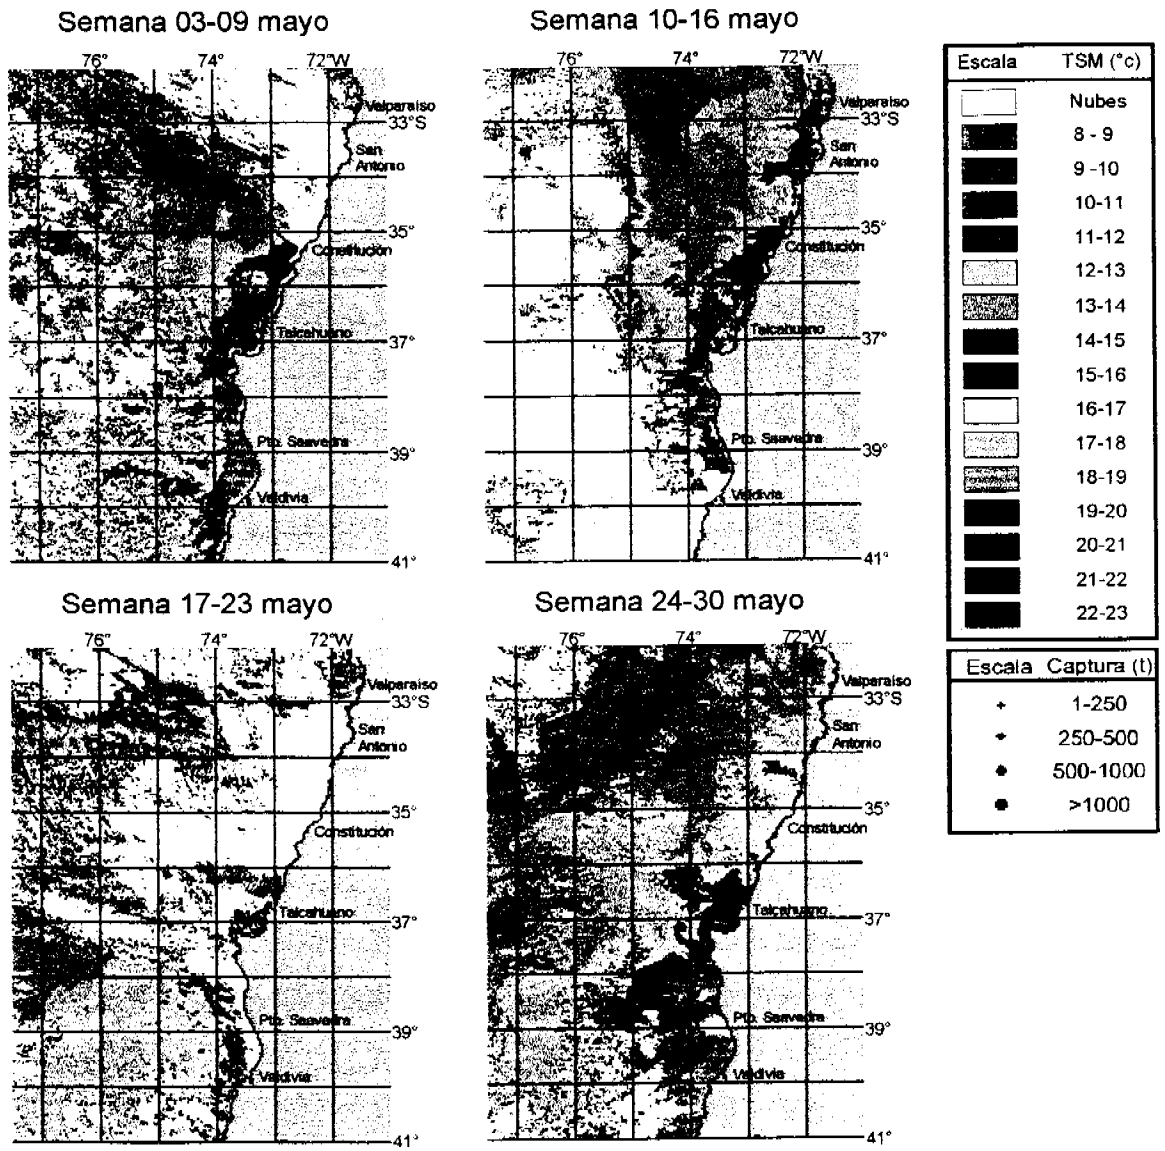 Semana 03-09 mayo
76° 74° 72°W
Valparaiso
33°S
San
Antonio
35°
Constitución
Talcahuano
37°
Pto. Saavedra
39°
Valdivia
41°
Semana 10-16 mayo
76° 74° 72°W
Valparaiso
33°S
San
Antonio
35°
Constitución
Talcahuano
37°
Pto. Saavedra
39°
Valdivia
41°
Escala TSM (°c)
Nubes
8 - 9
9 -10
10-11
11-12
12-13
13-14
14-15
15-16
16-17
17-18
18-19
19-20
20-21
21-22
22-23
Semana 17-23 mayo
76° 74° 72°W
Valparaiso
33°S
San
Antonio
35°
Constitución
Talcahuano
37°
Pto. Saavedra
39°
Valdivia
41°
Semana 24-30 mayo
76° 74° 72°W
Valparaiso
33°S
San
Antonio
35°
Constitución
Talcahuano
37°
Pto. Saavedra
39°
Valdivia
41°
Escala Captura (t)
1-250
250-500
500-1000
>1000